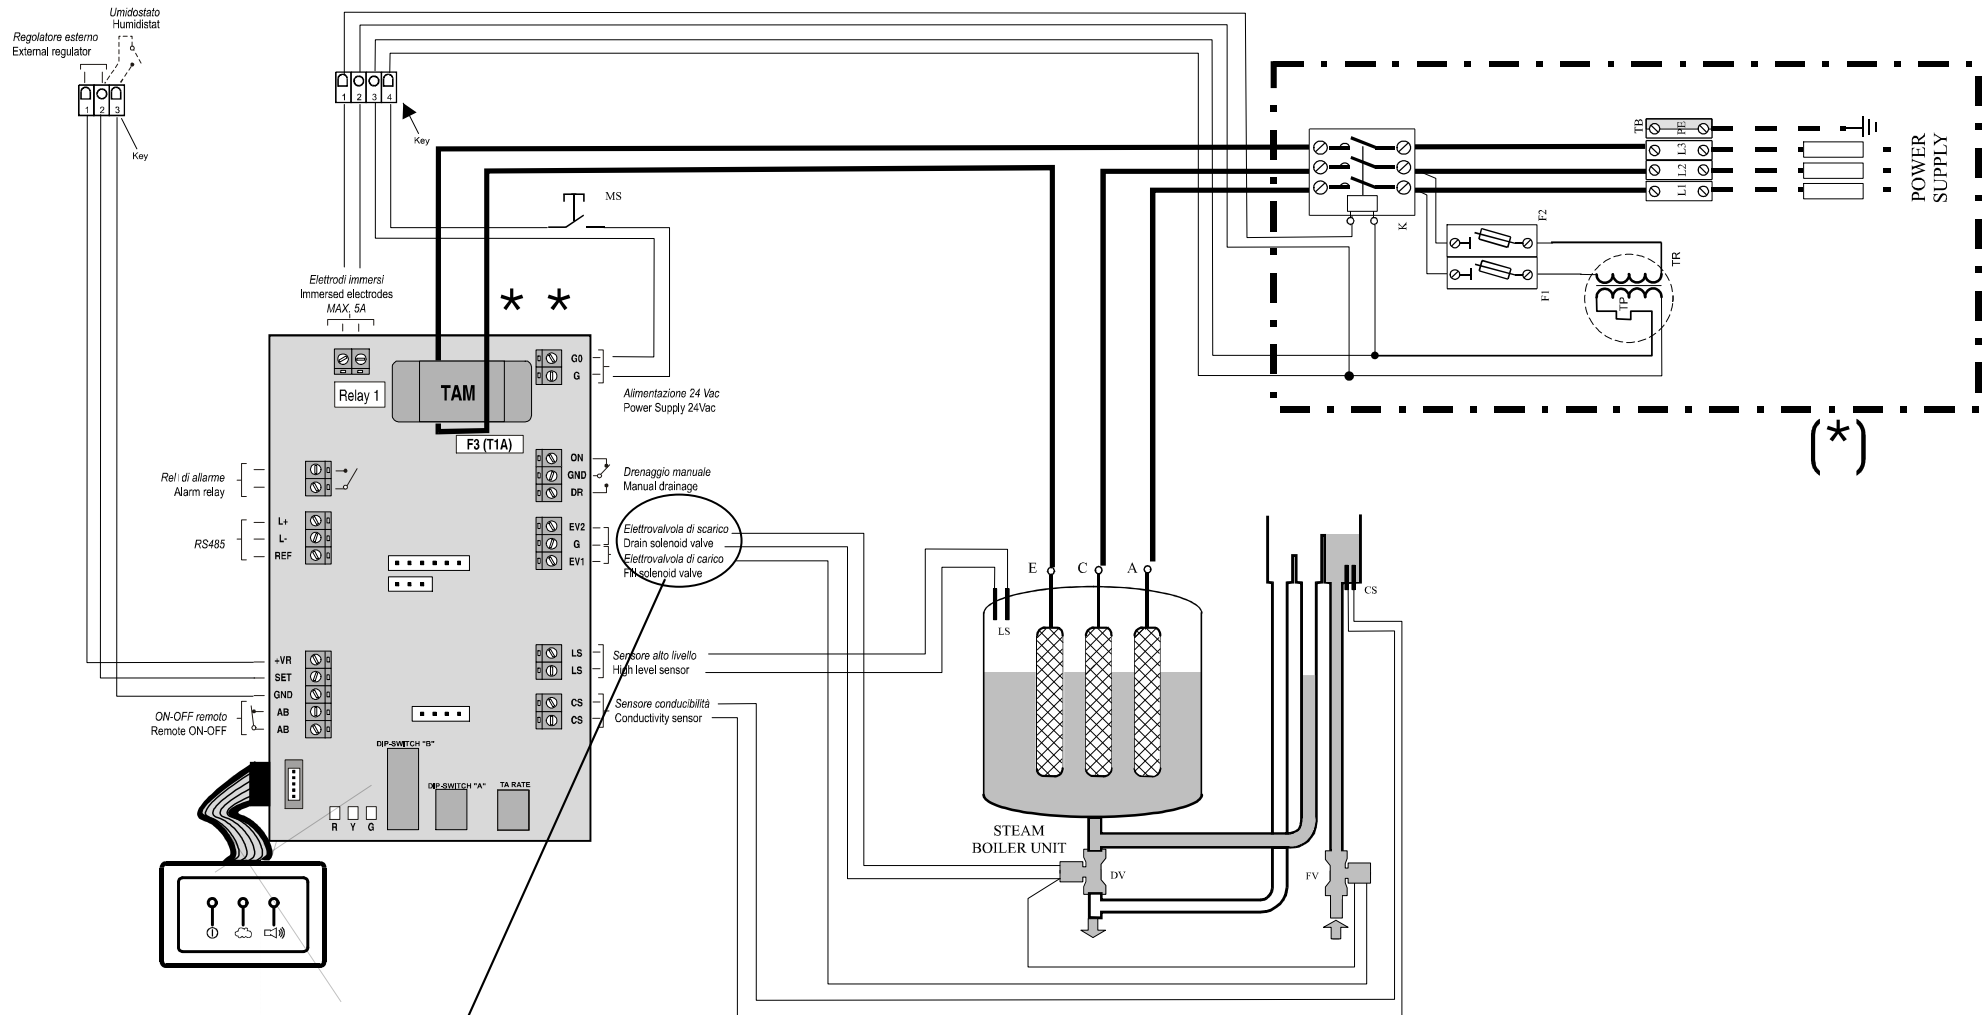 Umidostato
Humidistat
Regolatore esterno
External regulator
1 2 3
Key
1 2 3 4
Key
MS
Elettrodi immersi
Immersed electrodes
MAX. 5A
* *
Relay 1
TAM
F3 (T1A)
G0
G
Alimentazione 24 Vac
Power Supply 24Vac
ON
GND
DR
Drenaggio manuale
Manual drainage
Rel di allarme
Alarm relay
L+
L-
REF
RS485
EV2
G
EV1
Elettrovalvola di scarico
Drain solenoid valve
Elettrovalvola di carico
Fill solenoid valve
+VR
SET
GND
AB
AB
ON-OFF remoto
Remote ON-OFF
LS
LS
Sensore alto livello
High level sensor
CS
CS
Sensore conducibilità
Conductivity sensor
DIP-SWITCH "B"
DIP-SWITCH "A"
TA RATE
R Y G
TB
PE
L3
L2
L1
POWER
SUPPLY
K
F2
F1
TR
TP
(*)
E C A
LS
CS
STEAM
BOILER UNIT
DV
FV